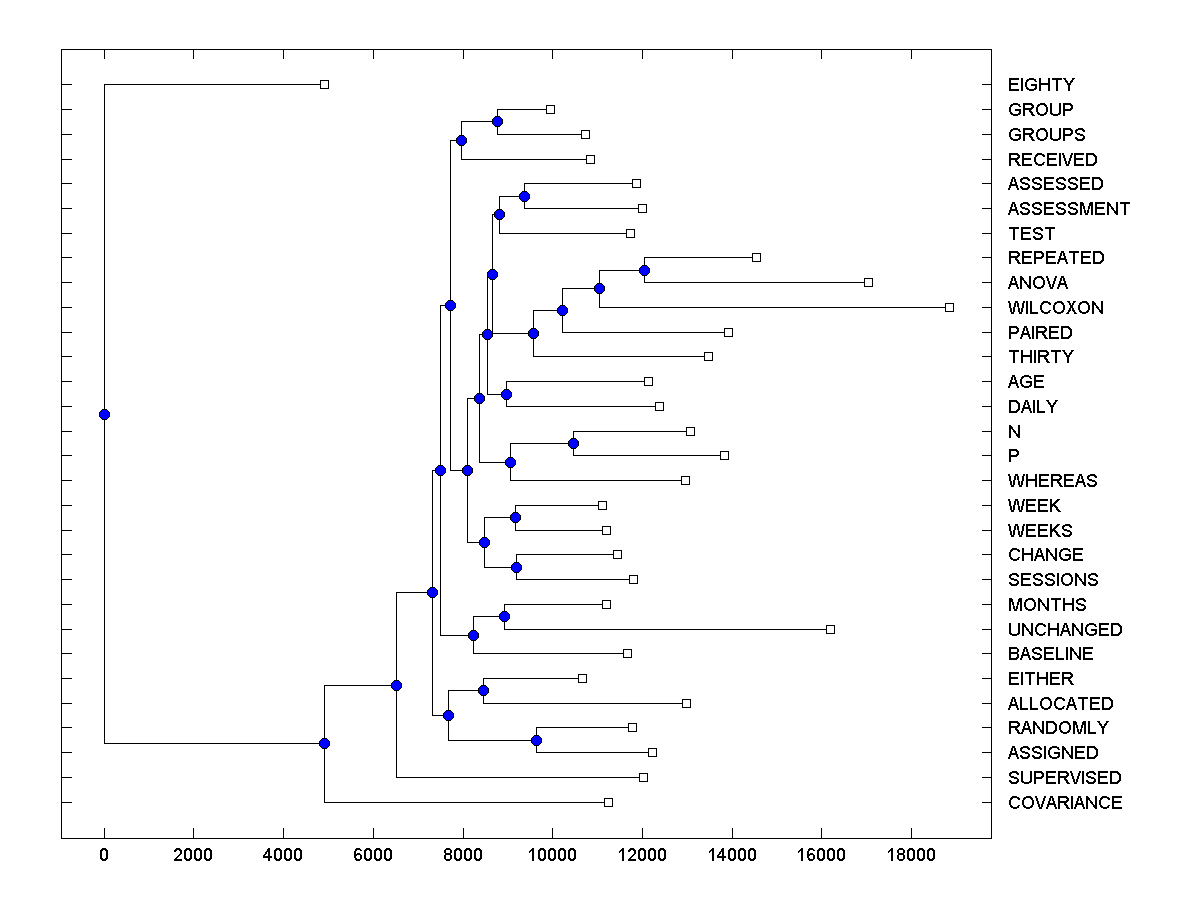 EIGHTY
GROUP
GROUPS
RECEIVED
ASSESSED
ASSESSMENT
TEST
REPEATED
ANOVA
WILCOXON
PAIRED
THIRTY
AGE
DAILY
N
P
WHEREAS
WEEK
WEEKS
CHANGE
SESSIONS
MONTHS
UNCHANGED
BASELINE
EITHER
ALLOCATED
RANDOMLY
ASSIGNED
SUPERVISED
COVARIANCE
0 2000 4000 6000 8000 10000 12000 14000 16000 18000